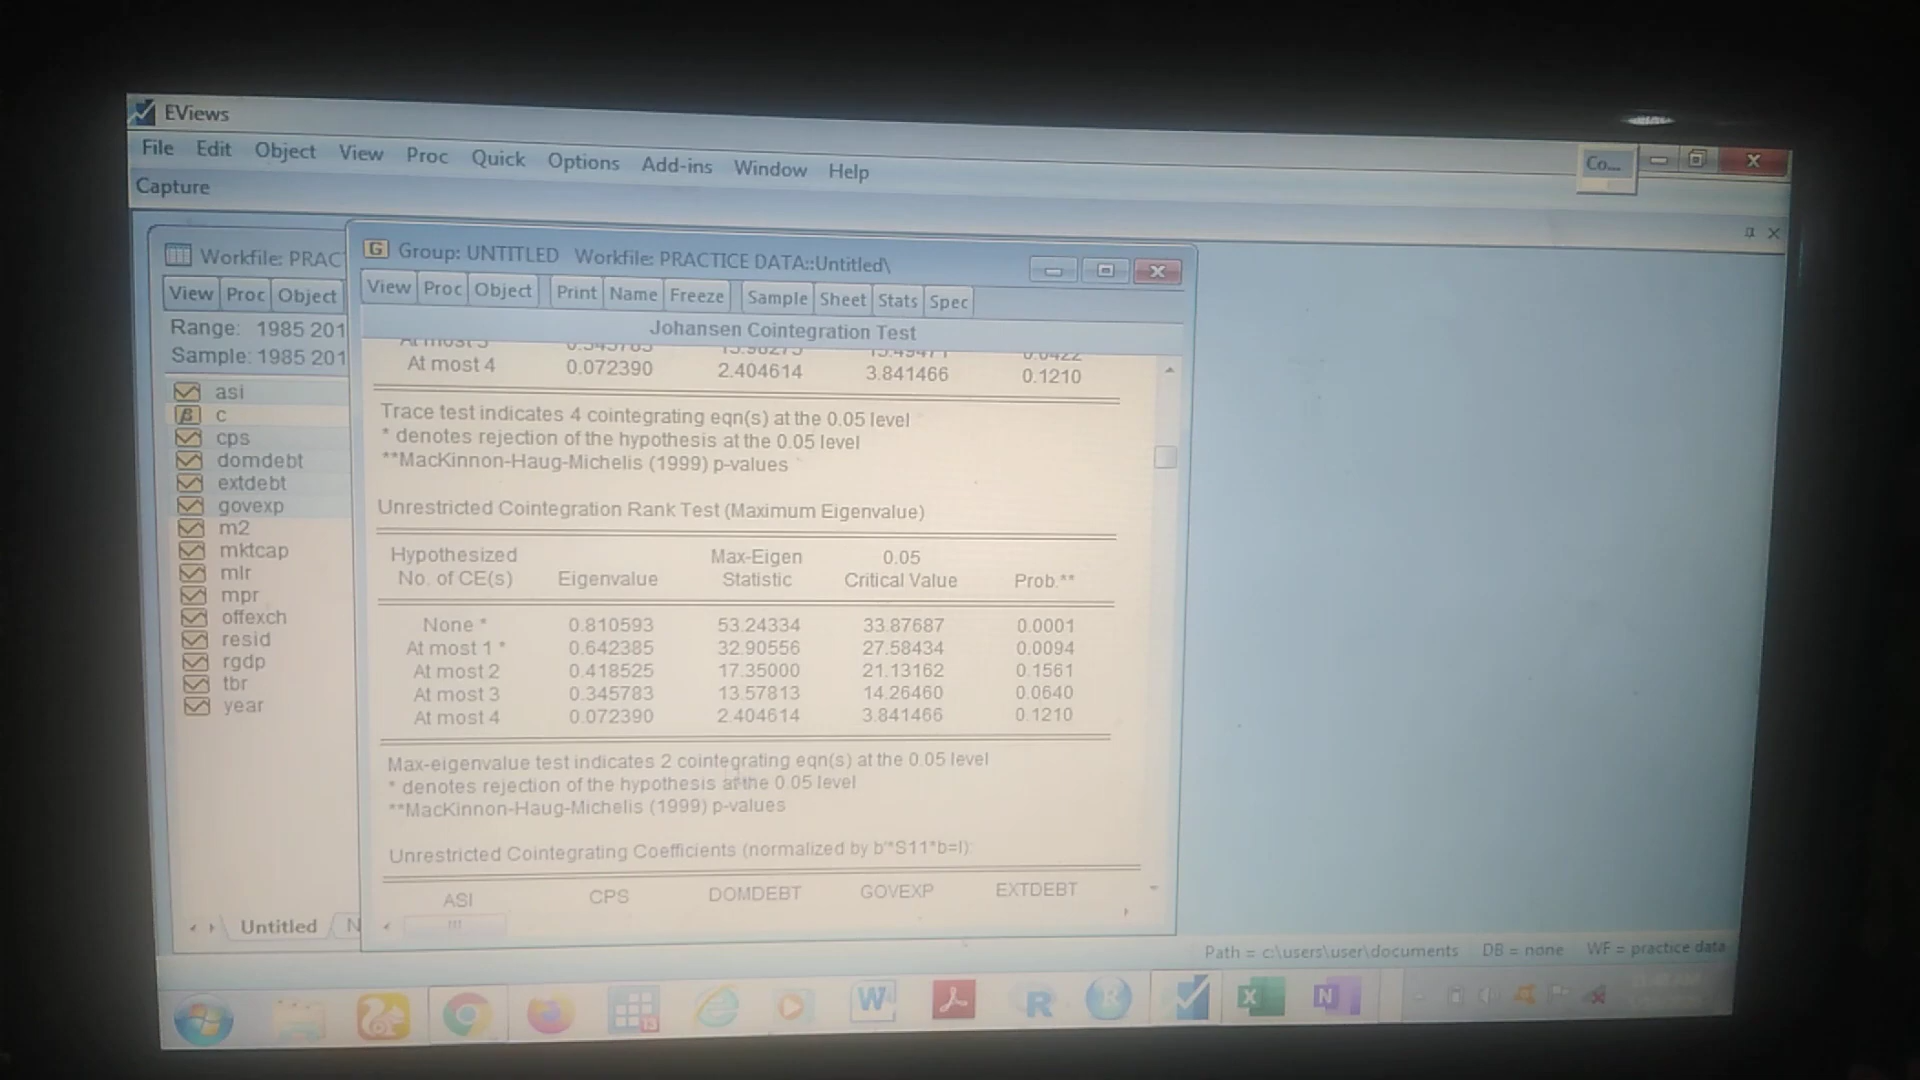 EViews
File Edit Object View Proc Quick Options Add-ins Window Help
Co...
Capture
Workfile: PRAC
View Proc Object
Range: 1985 201
Sample: 1985 201
asi
c
cps
domdebt
extdebt
govexp
m2
mktcap
mlr
mpr
offexch
resid
rgdp
tbr
year
Untitled N
G Group: UNTITLED Workfile: PRACTICE DATA::Untitled\
View Proc Object Print Name Freeze Sample Sheet Stats Spec
Johansen Cointegration Test
At most 3 0.345783 15.98275 15.49471 0.0422
At most 4 0.072390 2.404614 3.841466 0.1210
Trace test indicates 4 cointegrating eqn(s) at the 0.05 level
* denotes rejection of the hypothesis at the 0.05 level
**MacKinnon-Haug-Michelis (1999) p-values
Unrestricted Cointegration Rank Test (Maximum Eigenvalue)
Hypothesized Max-Eigen 0.05
No. of CE(s) Eigenvalue Statistic Critical Value Prob.**
None * 0.810593 53.24334 33.87687 0.0001
At most 1 * 0.642385 32.90556 27.58434 0.0094
At most 2 0.418525 17.35000 21.13162 0.1561
At most 3 0.345783 13.57813 14.26460 0.0640
At most 4 0.072390 2.404614 3.841466 0.1210
Max-eigenvalue test indicates 2 cointegrating eqn(s) at the 0.05 level
* denotes rejection of the hypothesis at the 0.05 level
**MacKinnon-Haug-Michelis (1999) p-values
Unrestricted Cointegrating Coefficients (normalized by b'*S11*b=I):
ASI CPS DOMDEBT GOVEXP EXTDEBT
Path = c:\users\user\documents DB = none WF = practice data